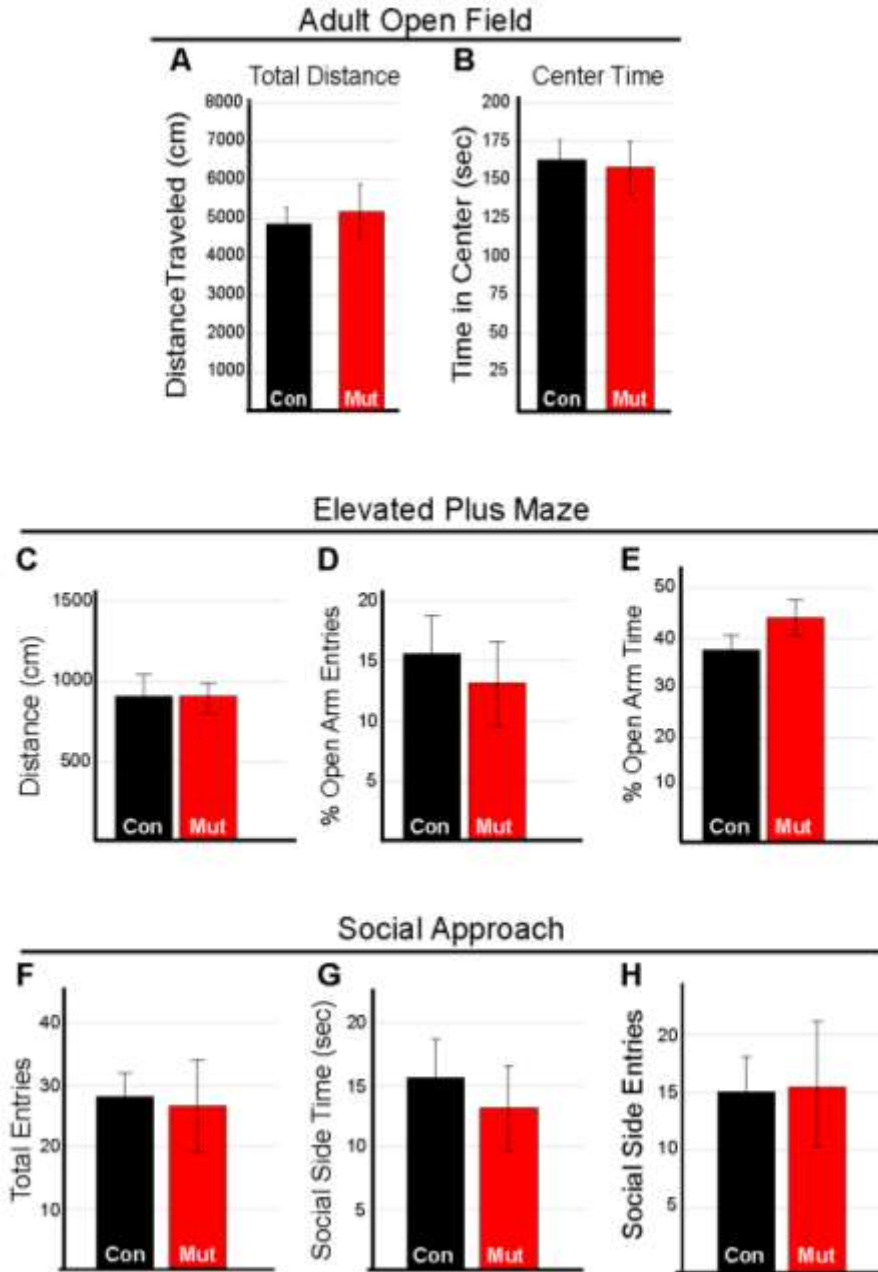 Adult Open Field
A
Total Distance
DistanceTraveled (cm)
8000
7000
6000
5000
4000
3000
2000
1000
Con
Mut
B
Center Time
Time in Center (sec)
200
175
150
125
100
75
50
25
Con
Mut
Elevated Plus Maze
C
Distance (cm)
1500
1000
500
Con
Mut
D
% Open Arm Entries
20
15
10
5
Con
Mut
E
% Open Arm Time
50
40
30
20
10
Con
Mut
Social Approach
F
Total Entries
40
30
20
10
Con
Mut
G
Social Side Time (sec)
20
15
10
5
Con
Mut
H
Social Side Entries
20
15
10
5
Con
Mut